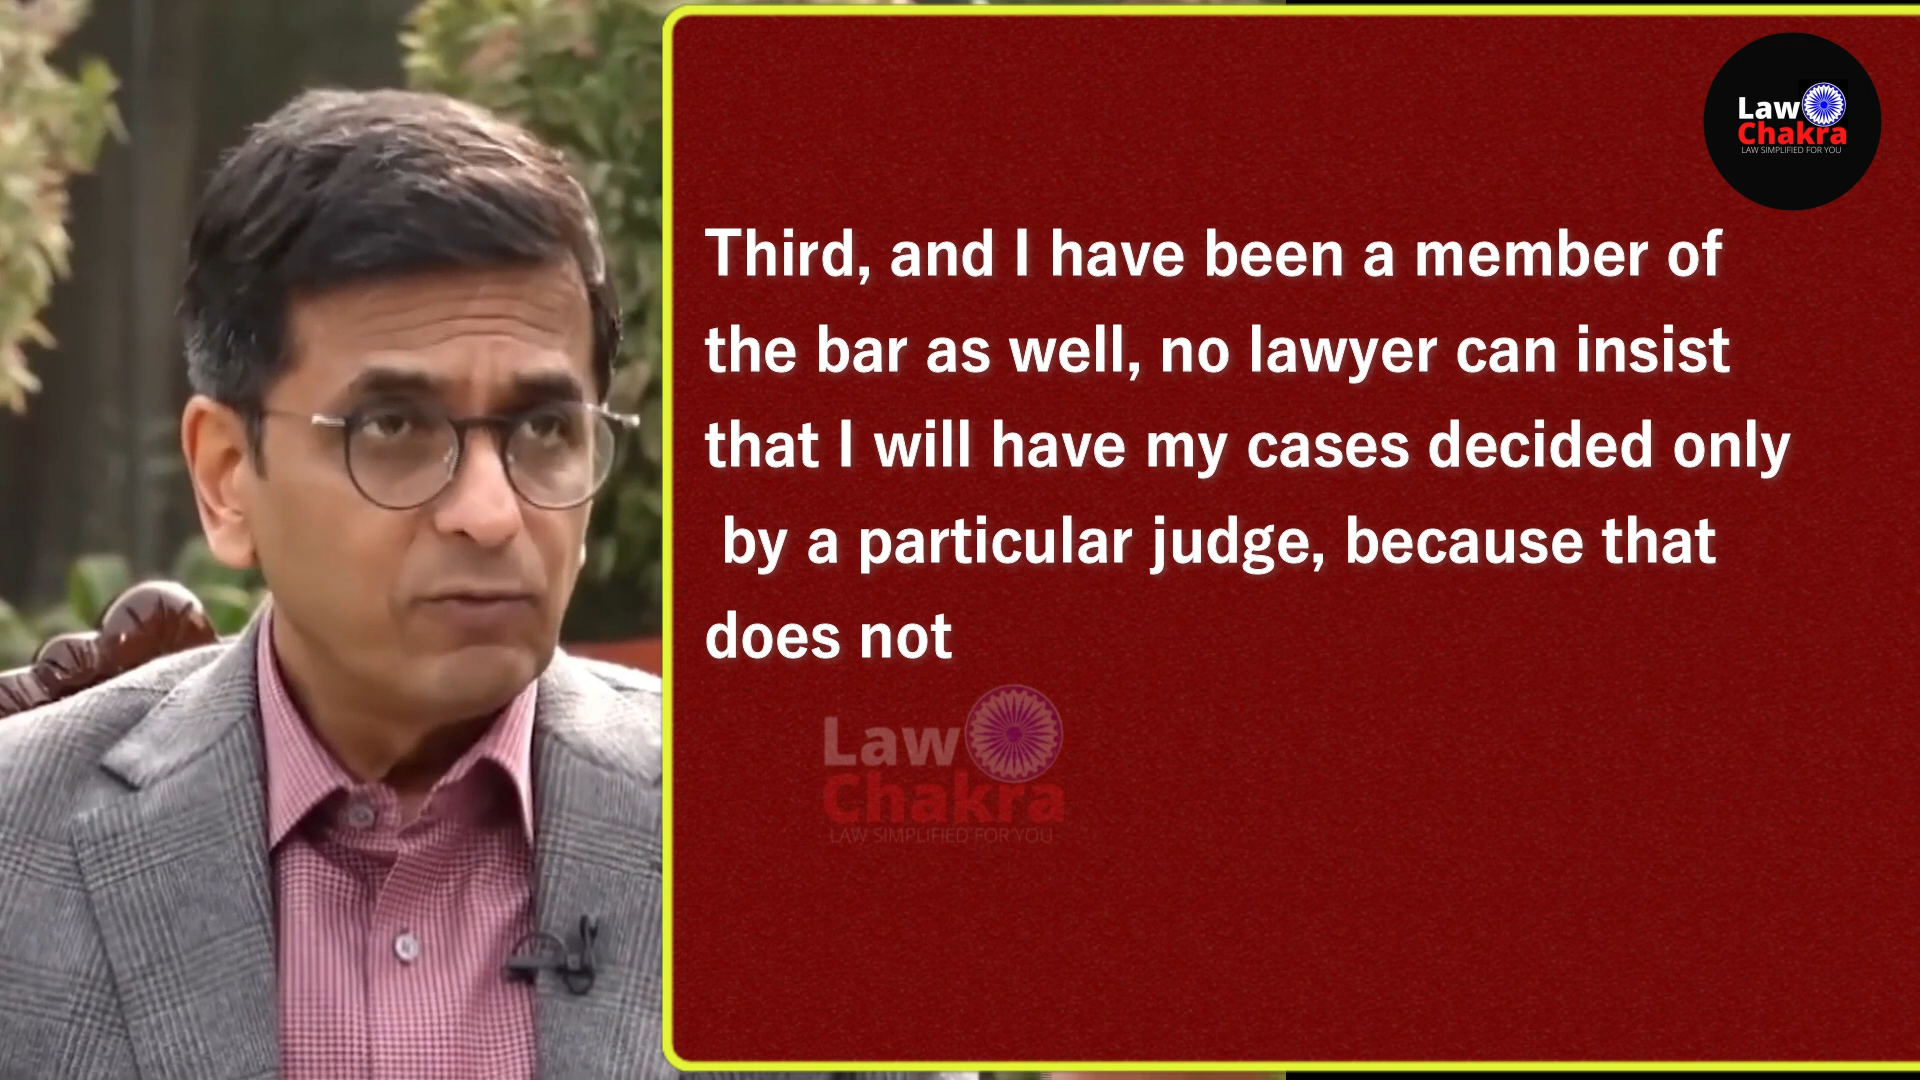 Law
Chakra
LAW SIMPLIFIED FOR YOU
Third, and I have been a member of
the bar as well, no lawyer can insist
that I will have my cases decided only
by a particular judge, because that
does not
Law
Chakra
LAW SIMPLIFIED FOR YOU